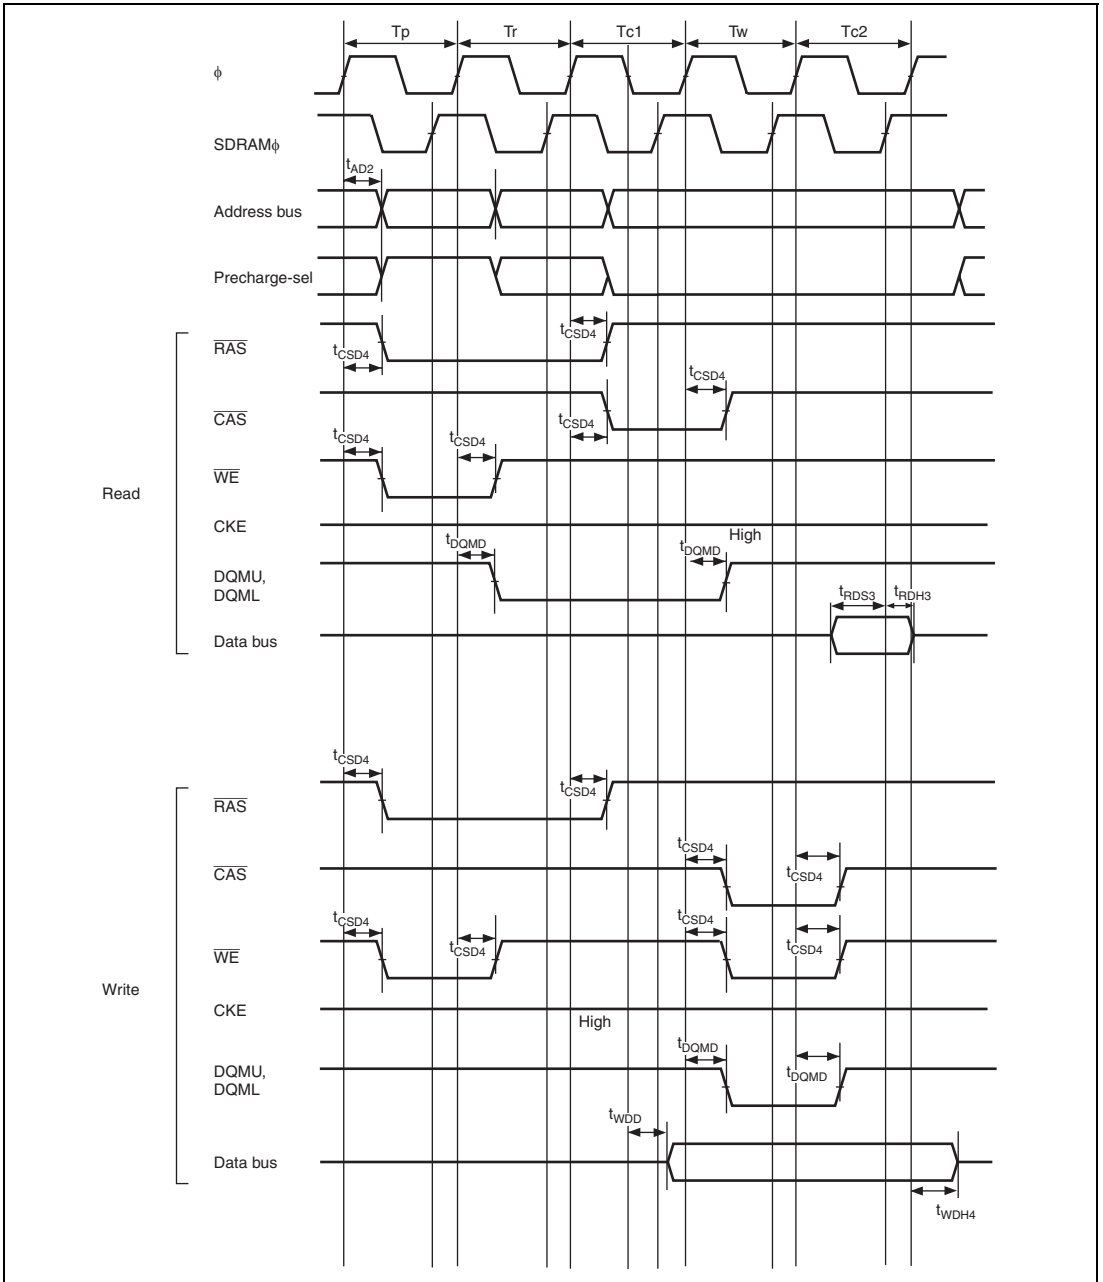 Tp Tr Tc1 Tw Tc2
ϕ
SDRAMϕ
tAD2
Address bus
Precharge-sel
tCSD4
RAS
tCSD4
tCSD4
CAS
tCSD4
tCSD4 tCSD4
WE
Read
CKE
High
tDQMD tDQMD
DQMU,
DQML
tRDS3 tRDH3
Data bus
tCSD4
tCSD4
RAS
tCSD4
CAS
tCSD4
tCSD4 tCSD4
WE
tCSD4 tCSD4
Write
CKE
High
tDQMD
DQMU,
DQML
tDQMD
tWDD
Data bus
tWDH4